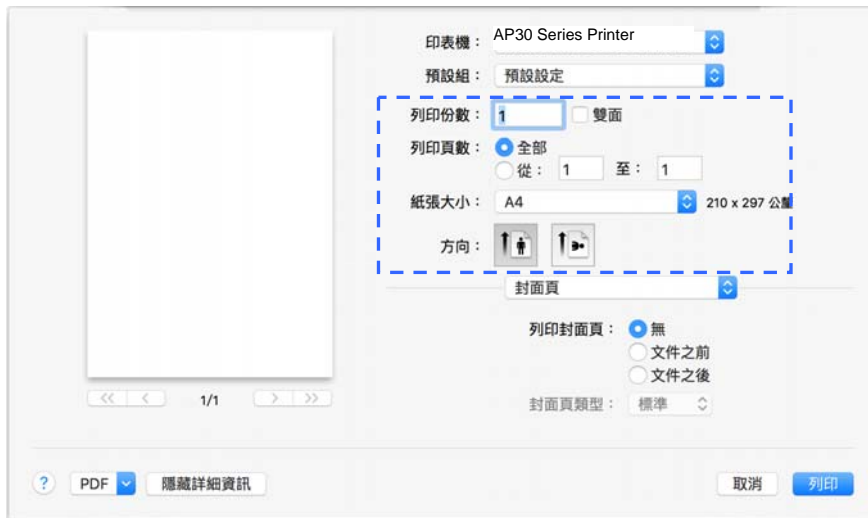 印表機： AP30 Series Printer
預設組： 預設設定
列印份數： 1 雙面
列印頁數： 全部
從： 1 至： 1
紙張大小： A4 210 x 297 公釐
方向：
封面頁
列印封面頁： 無
文件之前
文件之後
封面頁類型： 標準
<< < 1/1 > >>
? PDF 隱藏詳細資訊 取消 列印